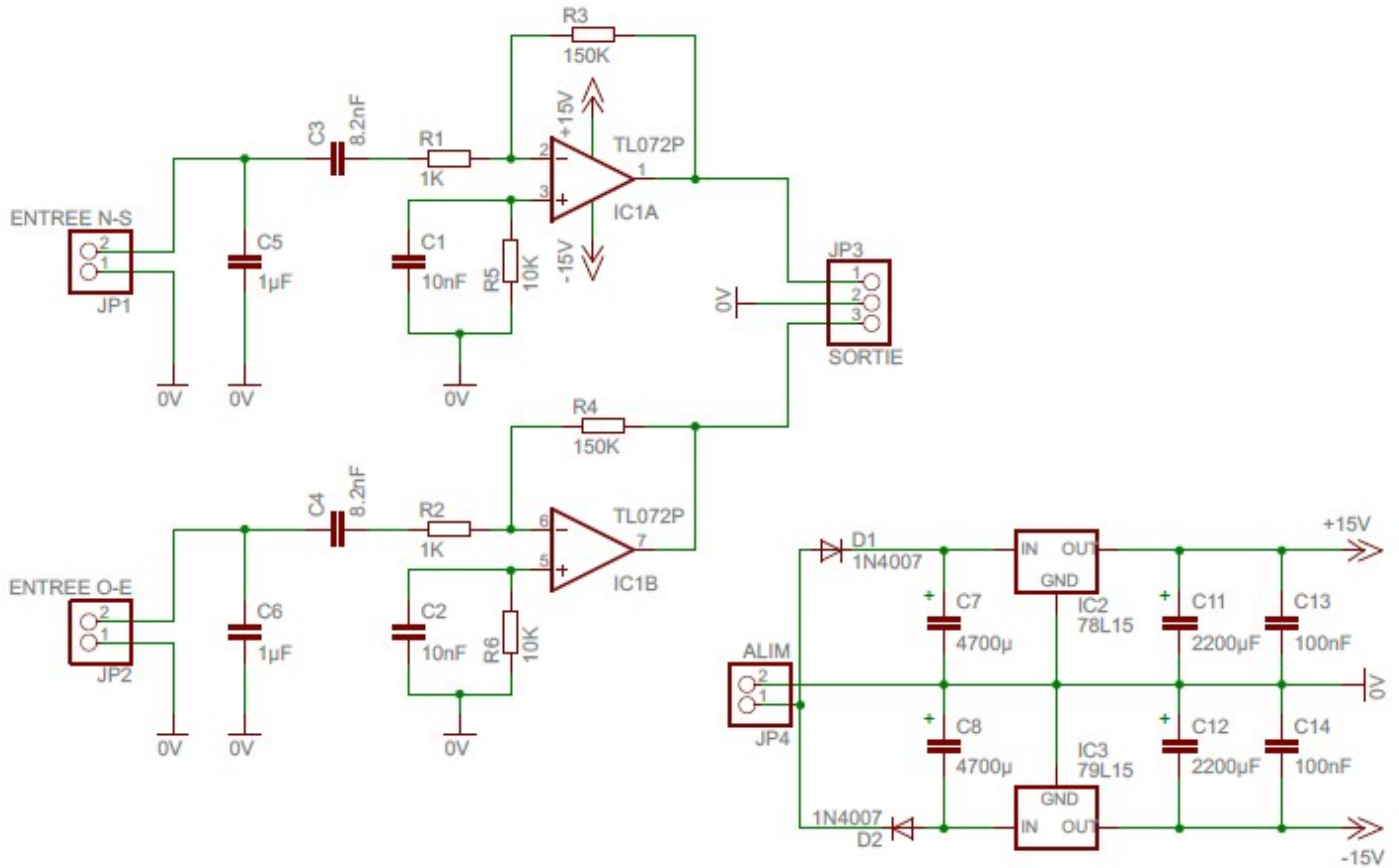 R3
150K
C3
8.2nF
+15V
R1
1K
TL072P
2
-
1
3
+
IC1A
ENTREE N-S
2
1
JP1
C5
1µF
C1
10nF
R5
10K
-15V
JP3
1
2
3
0V
SORTIE
0V
0V
0V
R4
150K
C4
8.2nF
R2
1K
TL072P
6
-
7
5
+
IC1B
ENTREE O-E
2
1
JP2
C6
1µF
C2
10nF
R6
10K
0V
0V
0V
D1
1N4007
IN
OUT
GND
IC2
78L15
+15V
+
C7
4700µ
+
C11
2200µF
C13
100nF
ALIM
2
1
JP4
0V
+
C8
4700µ
IC3
79L15
+
C12
2200µF
C14
100nF
1N4007
D2
GND
IN
OUT
-15V